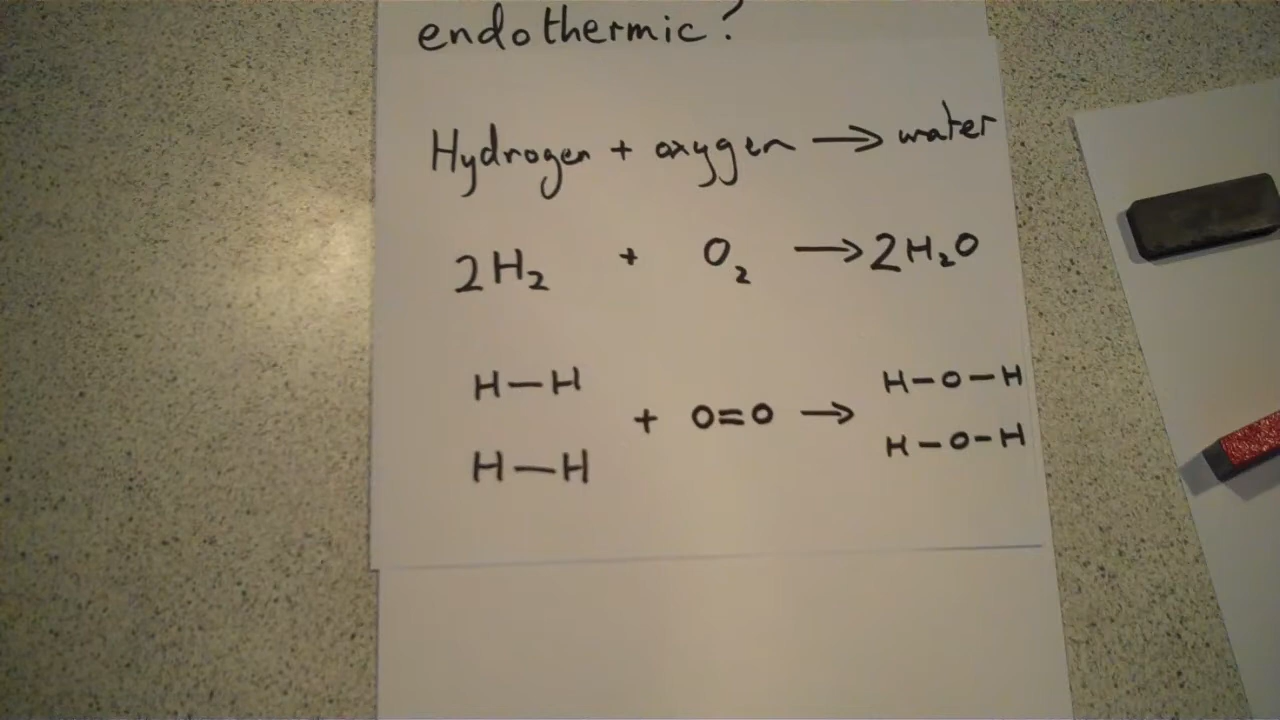 endothermic?
Hydrogen + oxygen → water
2H₂ + O₂ → 2H₂O
H—H
+ O=O →
H—H
H-O-H
H-O-H